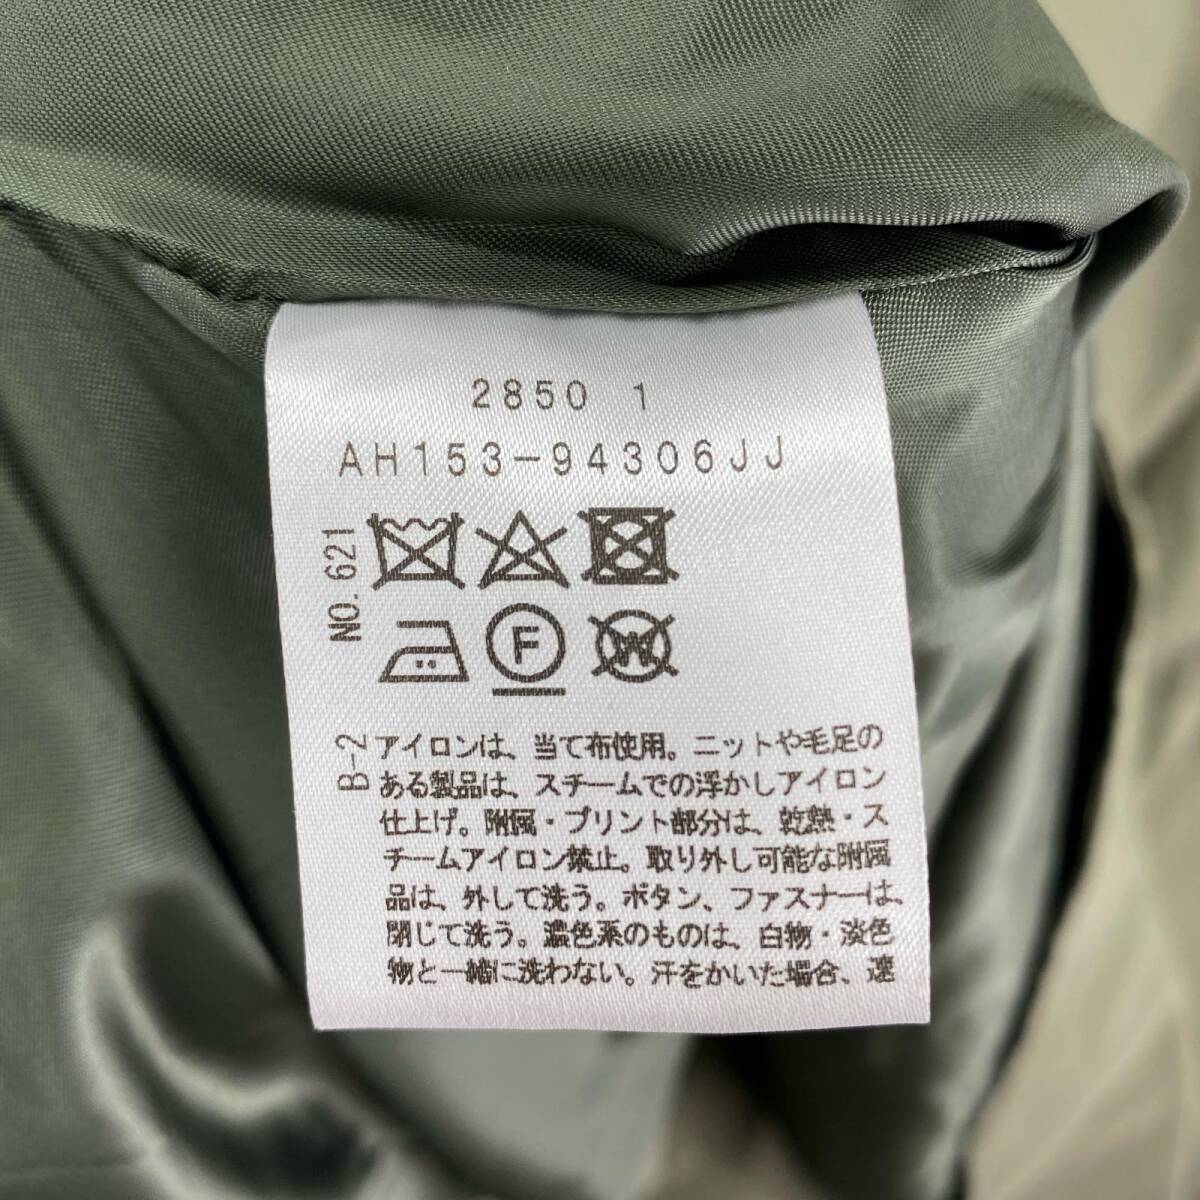 2850 1
AH153-94306JJ
NO. 621
F
W
B-2
アイロンは、当て布使用。ニットや毛足の
ある製品は、スチームでの浮かしアイロン
仕上げ。附属・プリント部分は、乾熱・ス
チームアイロン禁止。取り外し可能な附属
品は、外して洗う。ボタン、ファスナーは、
閉じて洗う。濃色系のものは、白物・淡色
物と一緒に洗わない。汗をかいた場合、速